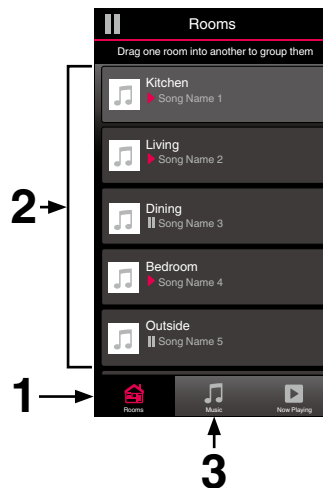 Rooms
Drag one room into another to group them
Kitchen
Song Name 1
Living
Song Name 2
2
Dining
Song Name 3
Bedroom
Song Name 4
Outside
Song Name 5
1
Rooms
Music
Now Playing
3